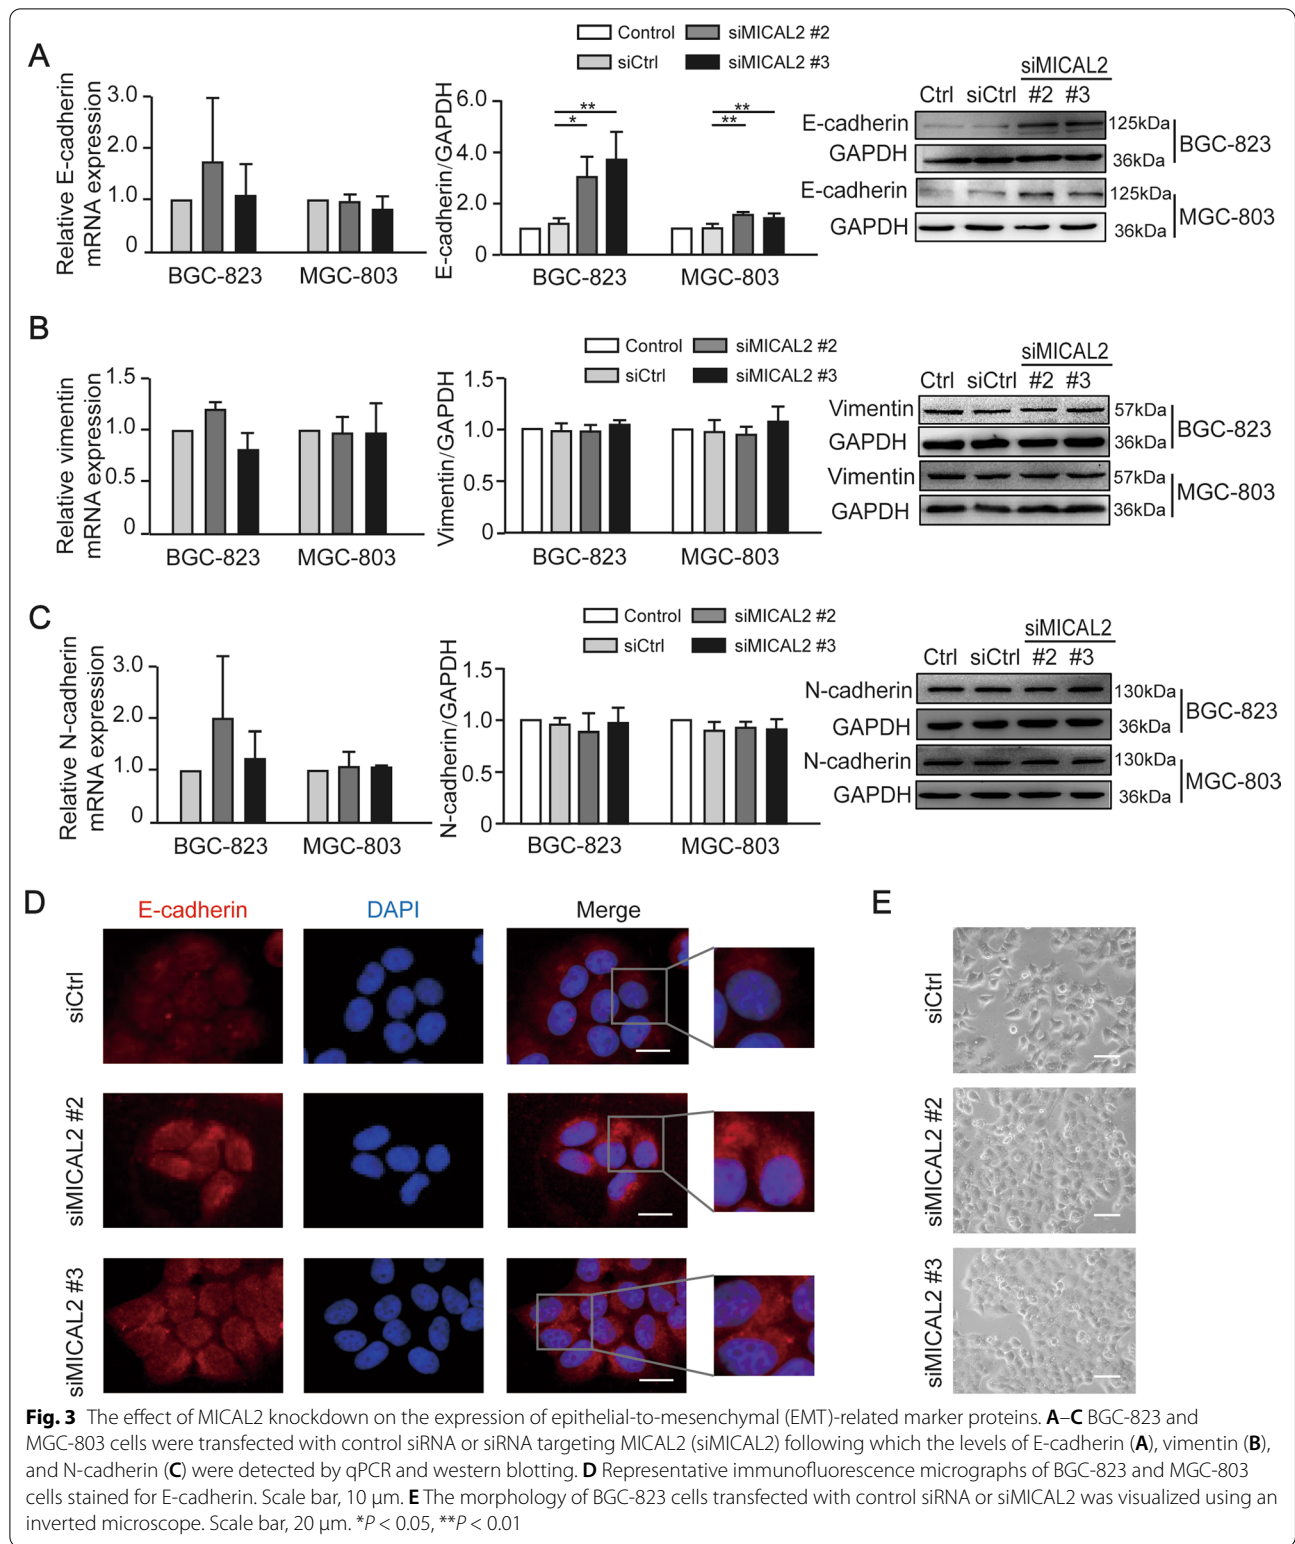 A
Control
siMICAL2 #2
siCtrl
siMICAL2 #3
Relative E-cadherin
mRNA expression
3.0
2.0
1.0
0
BGC-823
MGC-803
E-cadherin/GAPDH
6.0
4.0
2.0
0
*
**
**
**
BGC-823
MGC-803
siMICAL2
Ctrl siCtrl #2 #3
E-cadherin 125kDa
GAPDH 36kDa
BGC-823
E-cadherin 125kDa
GAPDH 36kDa
MGC-803
B
Control
siMICAL2 #2
siCtrl
siMICAL2 #3
Relative vimentin
mRNA expression
1.5
1.0
0.5
0
BGC-823
MGC-803
Vimentin/GAPDH
1.5
1.0
0.5
0
BGC-823
MGC-803
siMICAL2
Ctrl siCtrl #2 #3
Vimentin 57kDa
GAPDH 36kDa
BGC-823
Vimentin 57kDa
GAPDH 36kDa
MGC-803
C
Control
siMICAL2 #2
siCtrl
siMICAL2 #3
Relative N-cadherin
mRNA expression
3.0
2.0
1.0
0
BGC-823
MGC-803
N-cadherin/GAPDH
1.5
1.0
0.5
0
BGC-823
MGC-803
siMICAL2
Ctrl siCtrl #2 #3
N-cadherin 130kDa
GAPDH 36kDa
BGC-823
N-cadherin 130kDa
GAPDH 36kDa
MGC-803
D
E-cadherin
DAPI
Merge
siCtrl
siMICAL2 #2
siMICAL2 #3
E
siCtrl
siMICAL2 #2
siMICAL2 #3
Fig. 3 The effect of MICAL2 knockdown on the expression of epithelial-to-mesenchymal (EMT)-related marker proteins. A–C BGC-823 and
MGC-803 cells were transfected with control siRNA or siRNA targeting MICAL2 (siMICAL2) following which the levels of E-cadherin (A), vimentin (B),
and N-cadherin (C) were detected by qPCR and western blotting. D Representative immunofluorescence micrographs of BGC-823 and MGC-803
cells stained for E-cadherin. Scale bar, 10 μm. E The morphology of BGC-823 cells transfected with control siRNA or siMICAL2 was visualized using an
inverted microscope. Scale bar, 20 μm. *P < 0.05, **P < 0.01